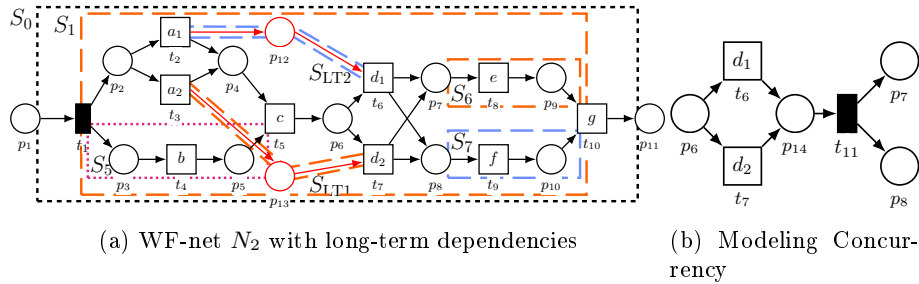 S0 S1 a1 t2 p12 d1 t6 p7 e t8 p9 S6
p2 a2 t3 p4 SLT2
p1 t1 c t5 p6 g t10 p11
S5 p3 b t4 p5 p13 SLT1 d2 t7 p8 S7 f t9 p10
d1 t6 p7
p6 p14 t11
d2 t7 p8
(a) WF-net N2 with long-term dependencies
(b) Modeling Concur-
rency